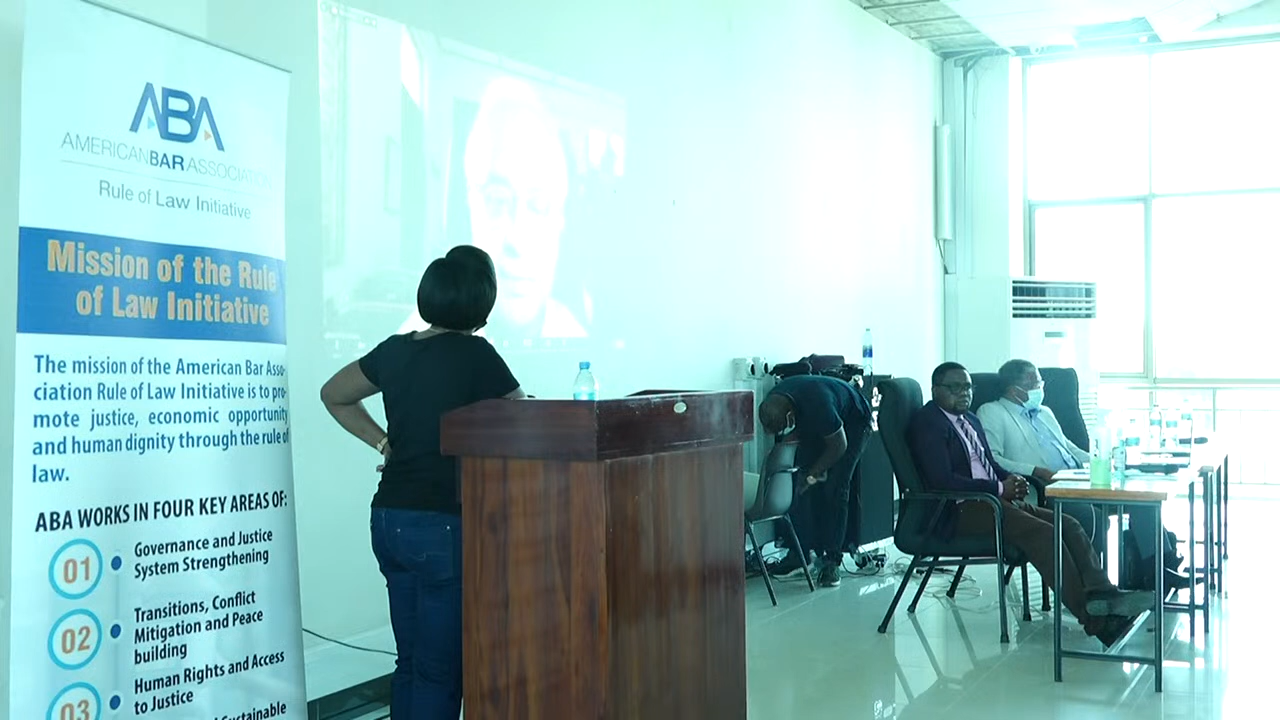 ABA
AMERICANBARASSOCIATION
Rule of Law Initiative
Mission of the Rule
of Law Initiative
The mission of the American Bar Asso-
ciation Rule of Law Initiative is to pro-
mote justice, economic opportunity
and human dignity through the rule of
law.
ABA WORKS IN FOUR KEY AREAS OF:
01
Governance and Justice
System Strengthening
02
Transitions, Conflict
Mitigation and Peace
building
03
Human Rights and Access
to Justice
Sustainable